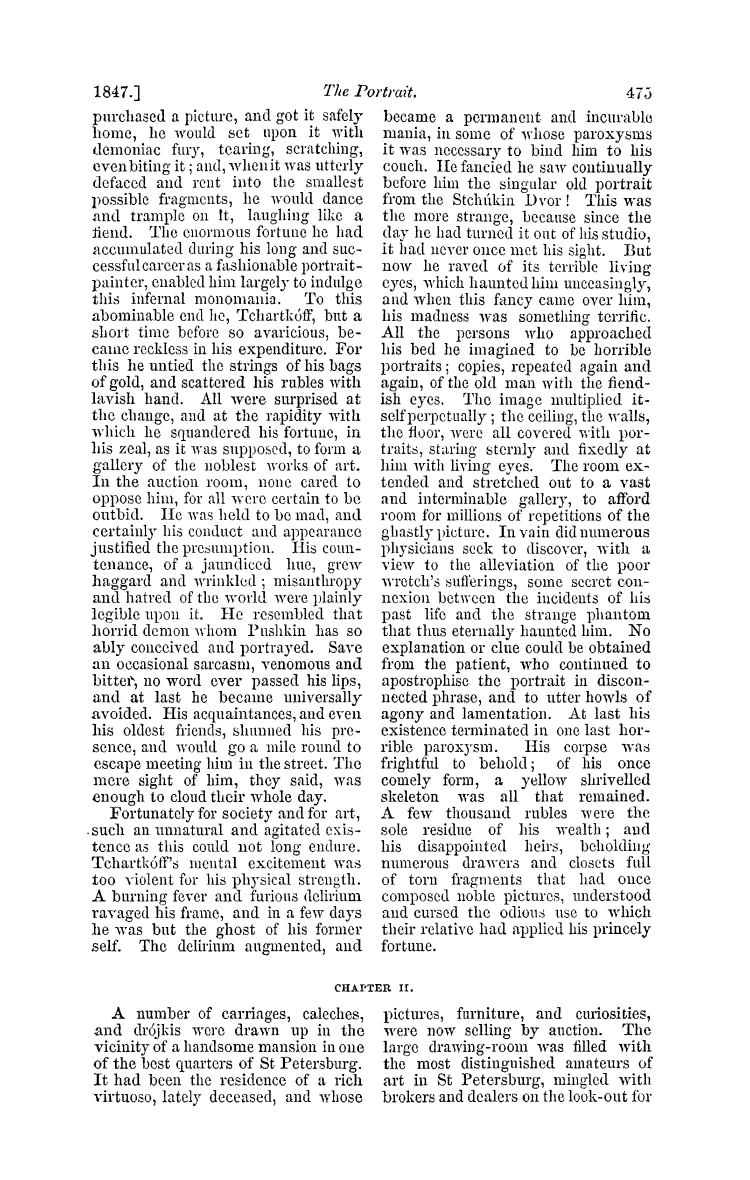 1847.] The Portrait. 475
purchased a picture, and got it safely
home, he would set upon it with
demoniac fury, tearing, scratching,
even biting it; and, when it was utterly
defaced and rent into the smallest
possible fragments, he would dance
and trample on it, laughing like a
fiend. The enormous fortune he had
accumulated during his long and suc-
cessful career as a fashionable portrait-
painter, enabled him largely to indulge
this infernal monomania. To this
abominable end he, Tchartkóff, but a
short time before so avaricious, be-
came reckless in his expenditure. For
this he untied the strings of his bags
of gold, and scattered his rubles with
lavish hand. All were surprised at
the change, and at the rapidity with
which he squandered his fortune, in
his zeal, as it was supposed, to form a
gallery of the noblest works of art.
In the auction room, none cared to
oppose him, for all were certain to be
outbid. He was held to be mad, and
certainly his conduct and appearance
justified the presumption. His coun-
tenance, of a jaundiced hue, grew
haggard and wrinkled; misanthropy
and hatred of the world were plainly
legible upon it. He resembled that
horrid demon whom Pushkin has so
ably conceived and portrayed. Save
an occasional sarcasm, venomous and
bitter, no word ever passed his lips,
and at last he became universally
avoided. His acquaintances, and even
his oldest friends, shunned his pre-
sence, and would go a mile round to
escape meeting him in the street. The
mere sight of him, they said, was
enough to cloud their whole day.
Fortunately for society and for art,
such an unnatural and agitated exis-
tence as this could not long endure.
Tchartkóff's mental excitement was
too violent for his physical strength.
A burning fever and furious delirium
ravaged his frame, and in a few days
he was but the ghost of his former
self. The delirium augmented, and
became a permanent and incurable
mania, in some of whose paroxysms
it was necessary to bind him to his
couch. He fancied he saw continually
before him the singular old portrait
from the Stchúkin Dvor! This was
the more strange, because since the
day he had turned it out of his studio,
it had never once met his sight. But
now he raved of its terrible living
eyes, which haunted him unceasingly,
and when this fancy came over him,
his madness was something terrific.
All the persons who approached
his bed he imagined to be horrible
portraits; copies, repeated again and
again, of the old man with the fiend-
ish eyes. The image multiplied it-
self perpetually; the ceiling, the walls,
the floor, were all covered with por-
traits, staring sternly and fixedly at
him with living eyes. The room ex-
tended and stretched out to a vast
and interminable gallery, to afford
room for millions of repetitions of the
ghastly picture. In vain did numerous
physicians seek to discover, with a
view to the alleviation of the poor
wretch's sufferings, some secret con-
nexion between the incidents of his
past life and the strange phantom
that thus eternally haunted him. No
explanation or clue could be obtained
from the patient, who continued to
apostrophise the portrait in discon-
nected phrase, and to utter howls of
agony and lamentation. At last his
existence terminated in one last hor-
rible paroxysm. His corpse was
frightful to behold; of his once
comely form, a yellow shrivelled
skeleton was all that remained.
A few thousand rubles were the
sole residue of his wealth; and
his disappointed heirs, beholding
numerous drawers and closets full
of torn fragments that had once
composed noble pictures, understood
and cursed the odious use to which
their relative had applied his princely
fortune.
CHAPTER II.
A number of carriages, caleches,
and drójkis were drawn up in the
vicinity of a handsome mansion in one
of the best quarters of St Petersburg.
It had been the residence of a rich
virtuoso, lately deceased, and whose
pictures, furniture, and curiosities,
were now selling by auction. The
large drawing-room was filled with
the most distinguished amateurs of
art in St Petersburg, mingled with
brokers and dealers on the look-out for